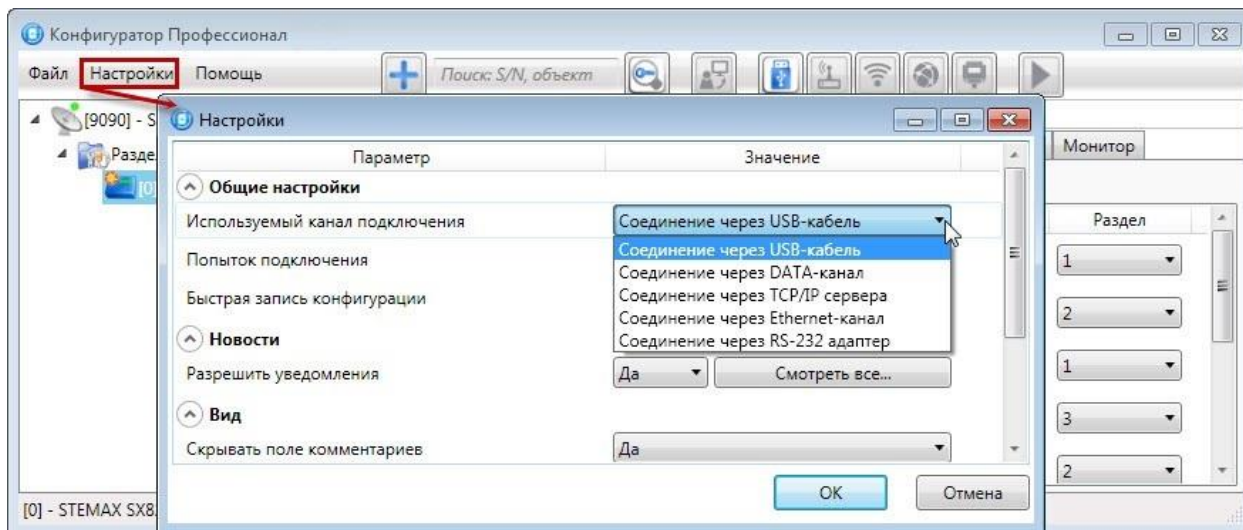 Конфигуратор Профессионал
Файл Настройки Помощь Поиск: S/N, объект
[9090] - S
Разде
[0]
Настройки
Монитор
Параметр Значение
Раздел
Общие настройки
Используемый канал подключения Соединение через USB-кабель
Соединение через USB-кабель
Попыток подключения
Соединение через DATA-канал
1
Соединение через TCP/IP сервера
Быстрая запись конфигурации
Соединение через Ethernet-канал
2
Новости
Соединение через RS-232 адаптер
Разрешить уведомления Да Смотреть все...
1
Вид
3
Скрывать поле комментариев Да
2
OK Отмена
[0] - STEMAX SX8